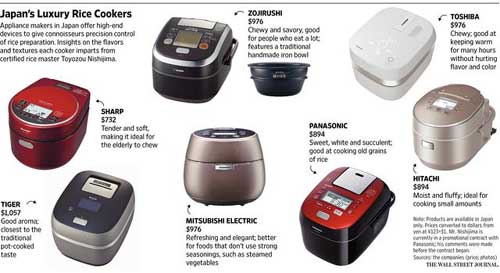 Japan's Luxury Rice Cookers
Appliance makers in Japan offer high-end
devices to give connoisseurs precision control
of rice preparation. Insights on the flavors
and textures each cooker imparts from
certified rice master Toyozou Nishijima.
ZOJIRUSHI
$976
Chewy and savory, good
for people who eat a lot;
features a traditional
handmade iron bowl
TOSHIBA
$976
Chewy; good at
keeping warm
for many hours
without hurting
flavor and color
SHARP
$732
Tender and soft,
making it ideal for
the elderly to chew
PANASONIC
$894
Sweet, white and succulent;
good at cooking old grains
of rice
HITACHI
$894
Moist and fluffy; ideal for
cooking small amounts
TIGER
$1,057
Good aroma;
closest to the
traditional
pot-cooked
taste
MITSUBISHI ELECTRIC
$976
Refreshing and elegant; better
for foods that don't use strong
seasonings, such as steamed
vegetables
Note: Products are available in Japan
only. Prices converted to dollars from
yen at ¥123=$1. Mr. Nishijima is
currently in a promotional contract with
Panasonic; his comments were made
before the contract began.
Sources: the companies (price; photos)
THE WALL STREET JOURNAL.